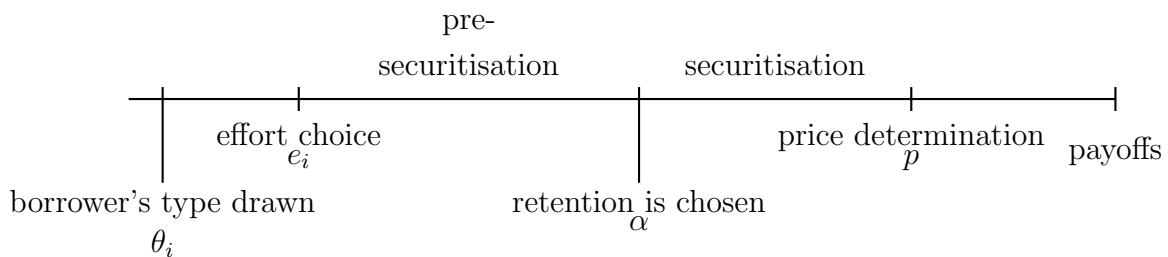 pre-
securitisation
securitisation
effort choice
e_i
price determination
p
payoffs
borrower's type drawn
θ_i
retention is chosen
α